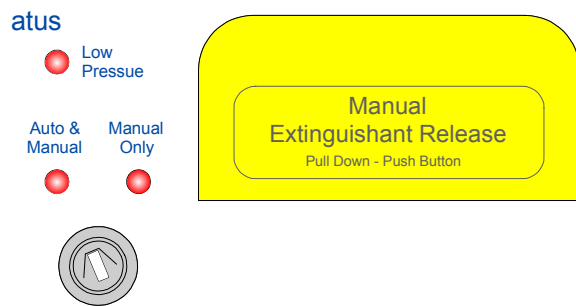 atus
Low
Pressue
Auto &
Manual
Manual
Only
Manual
Extinguishant Release
Pull Down - Push Button